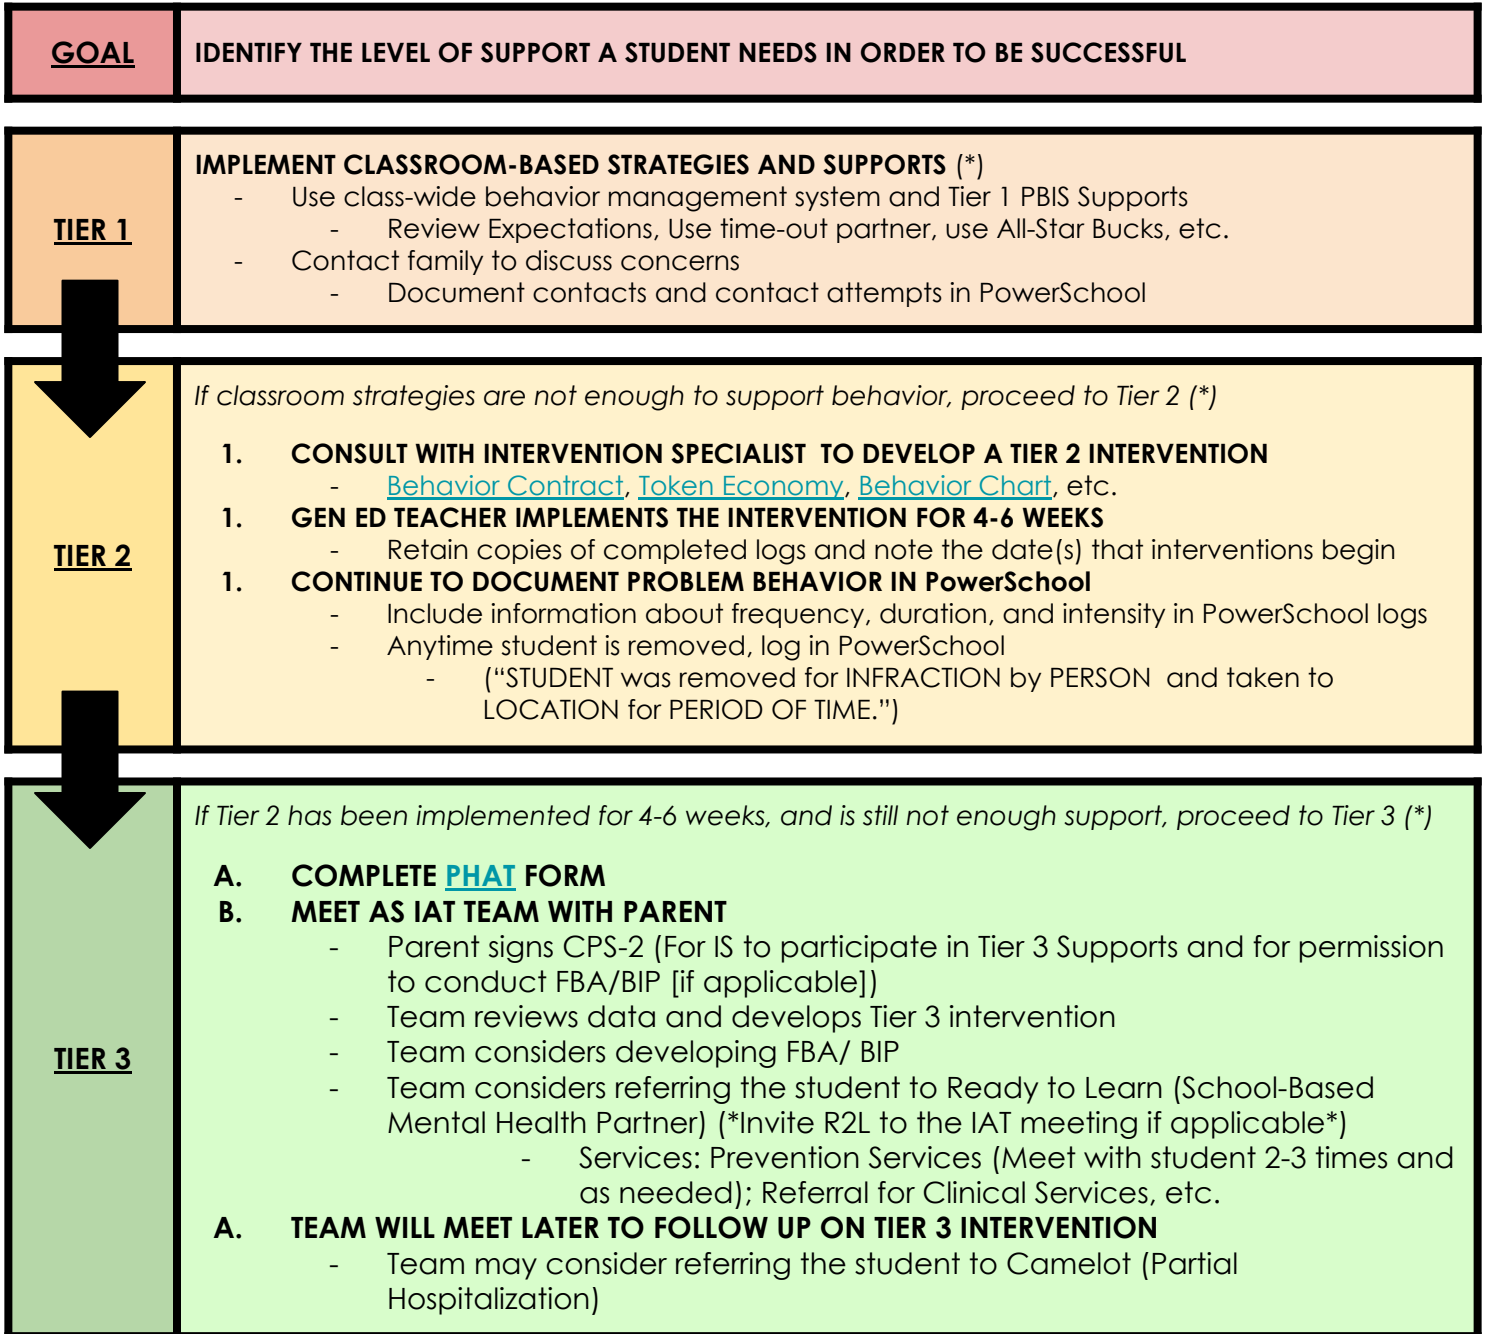 GOAL
IDENTIFY THE LEVEL OF SUPPORT A STUDENT NEEDS IN ORDER TO BE SUCCESSFUL
TIER 1
IMPLEMENT CLASSROOM-BASED STRATEGIES AND SUPPORTS (*)
- Use class-wide behavior management system and Tier 1 PBIS Supports
- Review Expectations, Use time-out partner, use All-Star Bucks, etc.
- Contact family to discuss concerns
- Document contacts and contact attempts in PowerSchool
TIER 2
If classroom strategies are not enough to support behavior, proceed to Tier 2 (*)
1. CONSULT WITH INTERVENTION SPECIALIST TO DEVELOP A TIER 2 INTERVENTION
- Behavior Contract, Token Economy, Behavior Chart, etc.
1. GEN ED TEACHER IMPLEMENTS THE INTERVENTION FOR 4-6 WEEKS
- Retain copies of completed logs and note the date(s) that interventions begin
1. CONTINUE TO DOCUMENT PROBLEM BEHAVIOR IN PowerSchool
- Include information about frequency, duration, and intensity in PowerSchool logs
- Anytime student is removed, log in PowerSchool
- (“STUDENT was removed for INFRACTION by PERSON and taken to
LOCATION for PERIOD OF TIME.”)
TIER 3
If Tier 2 has been implemented for 4-6 weeks, and is still not enough support, proceed to Tier 3 (*)
A. COMPLETE PHAT FORM
B. MEET AS IAT TEAM WITH PARENT
- Parent signs CPS-2 (For IS to participate in Tier 3 Supports and for permission
to conduct FBA/BIP [if applicable])
- Team reviews data and develops Tier 3 intervention
- Team considers developing FBA/ BIP
- Team considers referring the student to Ready to Learn (School-Based
Mental Health Partner) (*Invite R2L to the IAT meeting if applicable*)
- Services: Prevention Services (Meet with student 2-3 times and
as needed); Referral for Clinical Services, etc.
A. TEAM WILL MEET LATER TO FOLLOW UP ON TIER 3 INTERVENTION
- Team may consider referring the student to Camelot (Partial
Hospitalization)